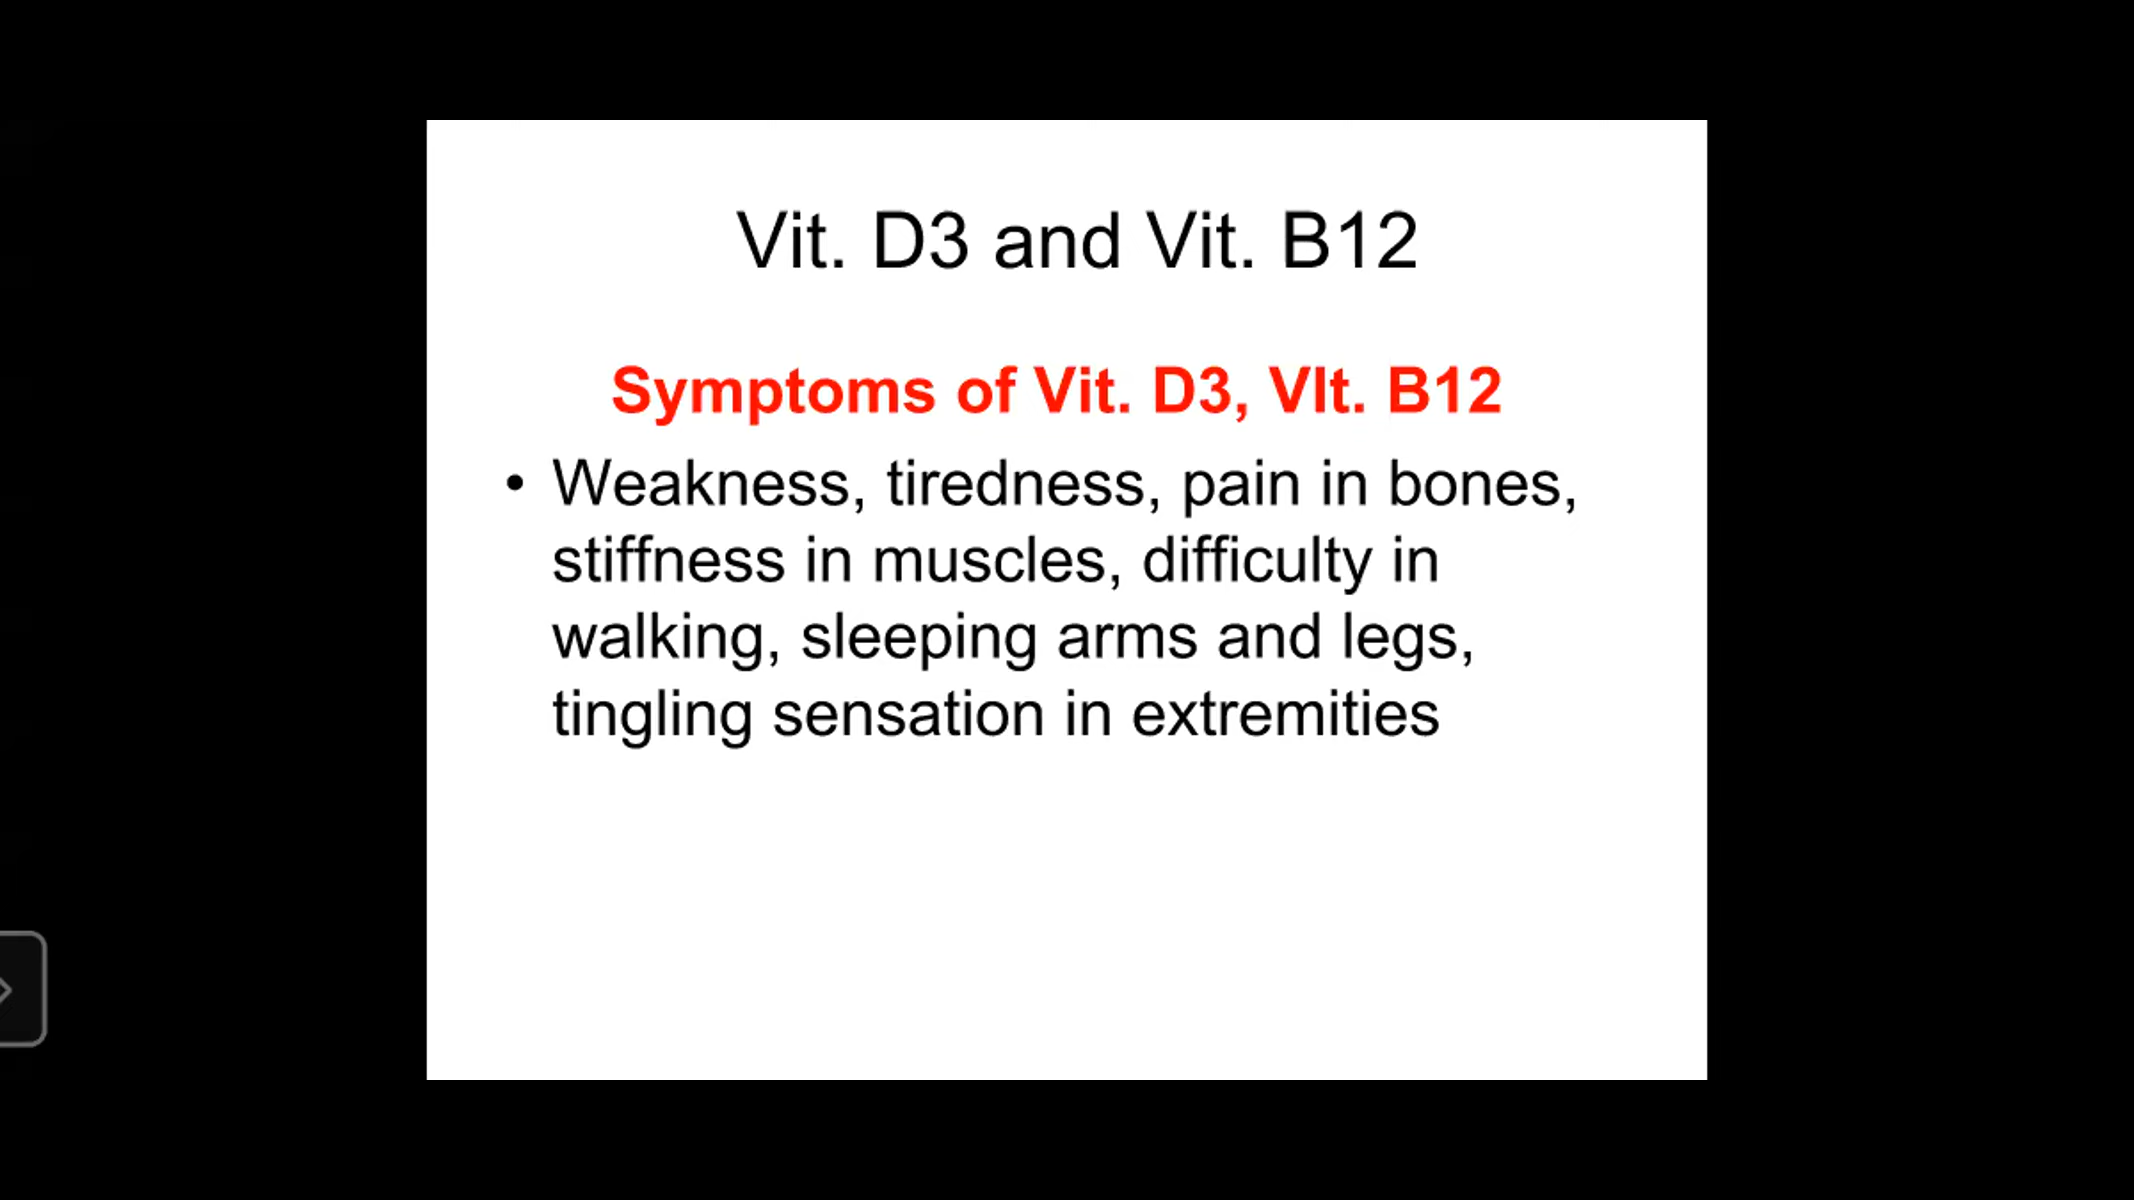 Vit. D3 and Vit. B12
Symptoms of Vit. D3, VIt. B12
• Weakness, tiredness, pain in bones,
stiffness in muscles, difficulty in
walking, sleeping arms and legs,
tingling sensation in extremities